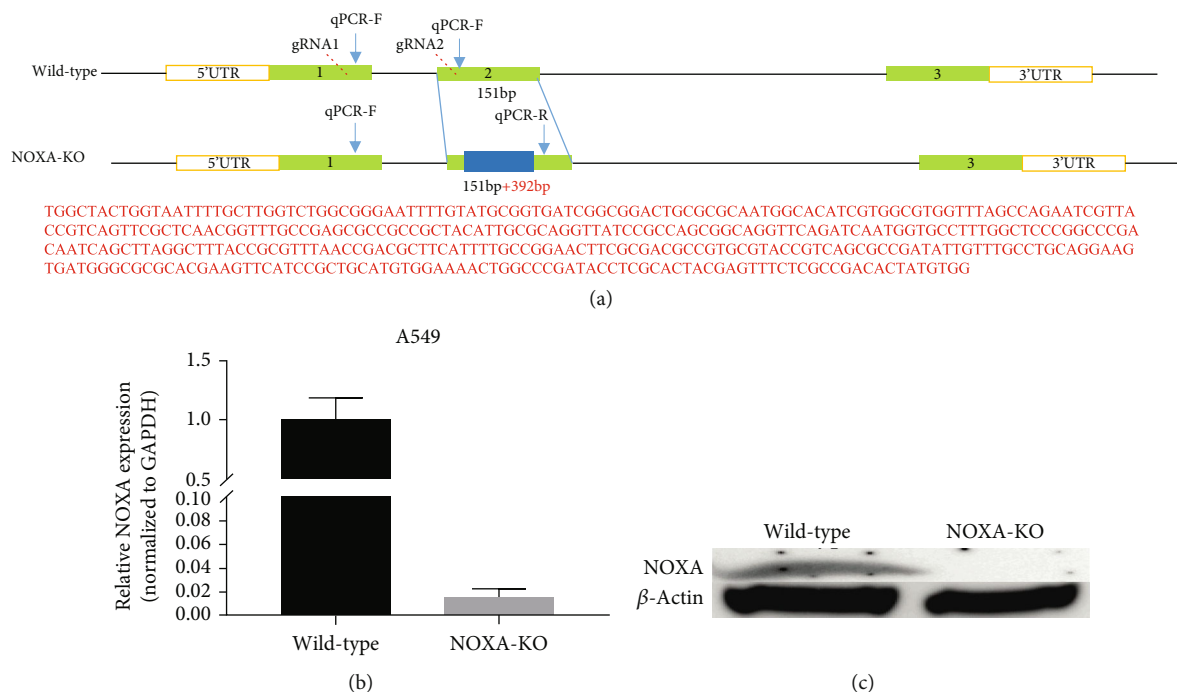 qPCR-F
qPCR-F
gRNA1
gRNA2
Wild-type
5'UTR
1
2
3
3'UTR
151bp
qPCR-F
qPCR-R
NOXA-KO
5'UTR
1
3
3'UTR
151bp+392bp
TGGCTACTGGTAATTTTGCTTGGTCTGGCGGGAATTTTGTATGCGGTGATCGGCGGACTGCGCGCAATGGCACATCGTGGCGTGGTTTAGCCAGAATCGTTA
CCGTCAGTTCGCTCAACGGTTTGCCGAGCGCCGCCGCTACATTGCGCAGGTTATCCGCCAGCGGCAGGTTCAGATCAATGGTGCCTTTGGCTCCCGGCCCGA
CAATCAGCTTAGGCTTTACCGCGTTTAACCGACGCTTCATTTTGCCGGAACTTCGCGACGCCGTGCGTACCGTCAGCGCCGATATTGTTTGCCTGCAGGAAG
TGATGGGCGCGCACGAAGTTCATCCGCTGCATGTGGAAAACTGGCCCGATACCTCGCACTACGAGTTTCTCGCCGACACTATGTGG
(a)
A549
Relative NOXA expression
(normalized to GAPDH)
1.5
1.0
0.5
0.10
0.08
0.06
0.04
0.02
0.00
Wild-type
NOXA-KO
(b)
Wild-type
NOXA-KO
NOXA
β-Actin
(c)